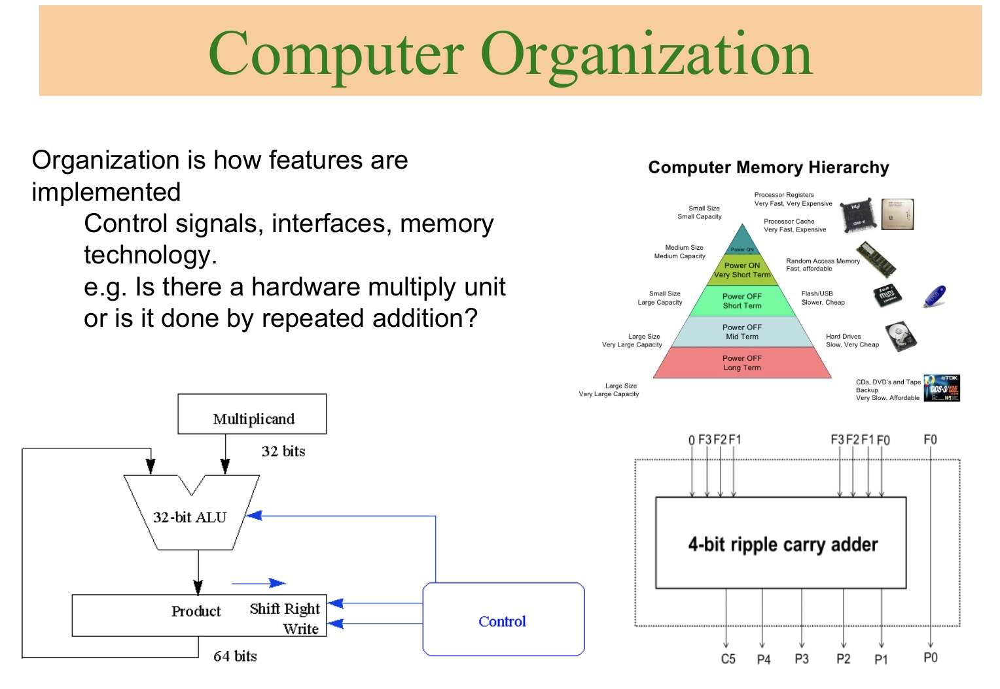 Computer Organization
Organization is how features are
implemented
Control signals, interfaces, memory
technology.
e.g. Is there a hardware multiply unit
or is it done by repeated addition?
Computer Memory Hierarchy
Small Size
Small Capacity
Processor Registers
Very Fast, Very Expensive
Processor Cache
Very Fast, Expensive
Power ON
Medium Size
Medium Capacity
Power ON
Very Short Term
Random Access Memory
Fast, affordable
Small Size
Large Capacity
Power OFF
Short Term
Flash/USB
Slower, Cheap
Large Size
Very Large Capacity
Power OFF
Mid Term
Hard Drives
Slow, Very Cheap
Power OFF
Long Term
Large Size
Very Large Capacity
CDs, DVD's and Tape
Backup
Very Slow, Affordable
TDK
DDS-3/125
mini
USB
Multiplicand
32 bits
32-bit ALU
Product
Shift Right
Write
64 bits
Control
0 F3 F2 F1
F3 F2 F1 F0
F0
4-bit ripple carry adder
C5 P4 P3 P2 P1 P0